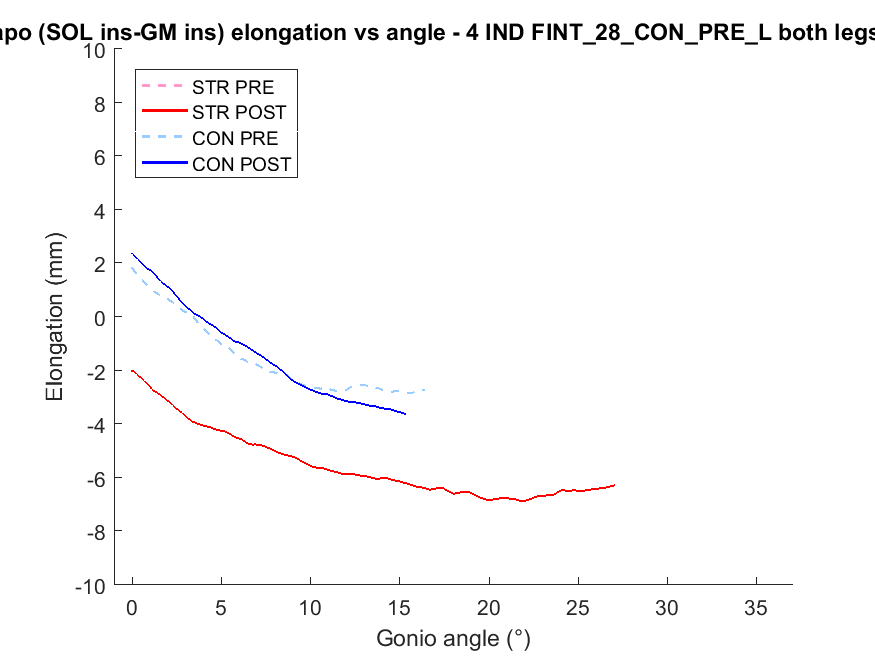 apo (SOL ins-GM ins) elongation vs angle - 4 IND FINT_28_CON_PRE_L both legs
10
8
6
4
2
0
-2
-4
-6
-8
-10
Elongation (mm)
STR PRE
STR POST
CON PRE
CON POST
0 5 10 15 20 25 30 35
Gonio angle (°)